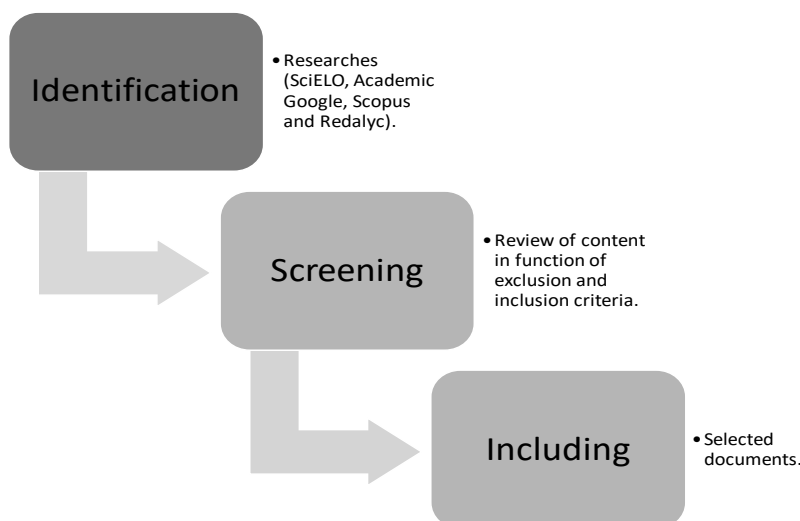 Identification
• Researches
(SciELO, Academic
Google, Scopus
and Redalyc).
Screening
• Review of content
in function of
exclusion and
inclusion criteria.
Including
• Selected
documents.